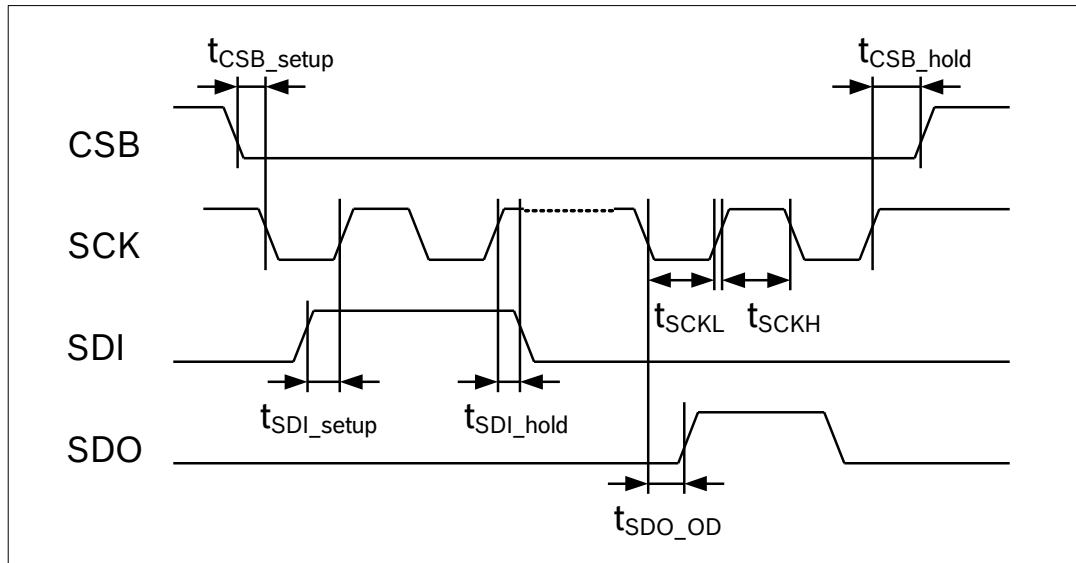 tCSB_setup
tCSB_hold
CSB
SCK
tSCKL
tSCKH
SDI
tSDI_setup
tSDI_hold
SDO
tSDO_OD